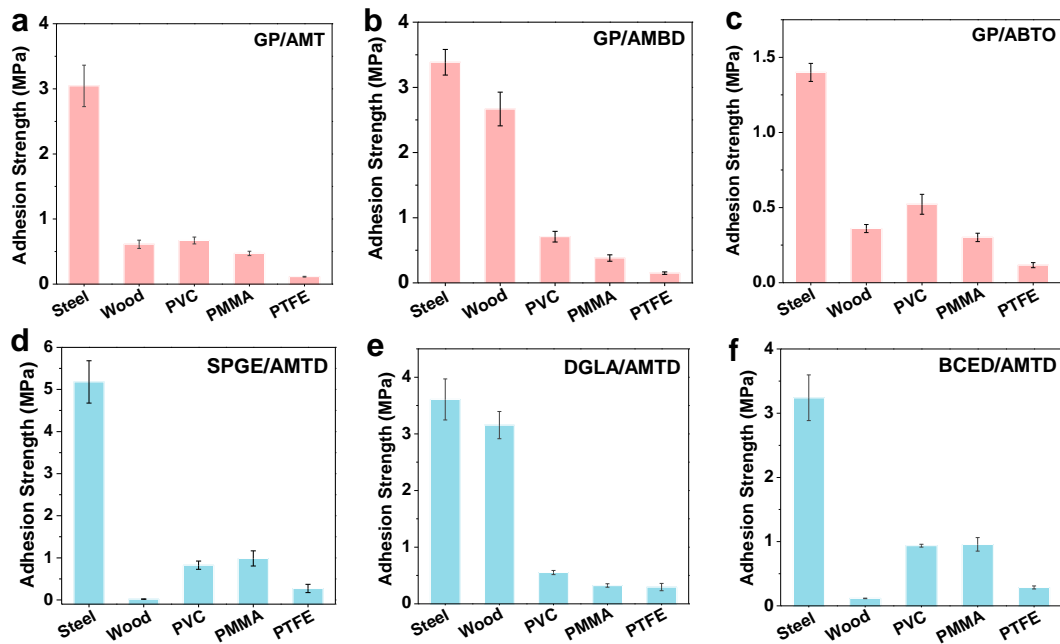 a
GP/AMT
Adhesion Strength (MPa)
4
3
2
1
0
Steel
Wood
PVC
PMMA
PTFE
b
GP/AMBD
Adhesion Strength (MPa)
4
3
2
1
0
Steel
Wood
PVC
PMMA
PTFE
c
GP/ABTO
Adhesion Strength (MPa)
1.5
1.0
0.5
0.0
Steel
Wood
PVC
PMMA
PTFE
d
SPGE/AMTD
Adhesion Strength (MPa)
6
5
4
3
2
1
0
Steel
Wood
PVC
PMMA
PTFE
e
DGLA/AMTD
Adhesion Strength (MPa)
4
3
2
1
0
Steel
Wood
PVC
PMMA
PTFE
f
BCED/AMTD
Adhesion Strength (MPa)
4
3
2
1
0
Steel
Wood
PVC
PMMA
PTFE